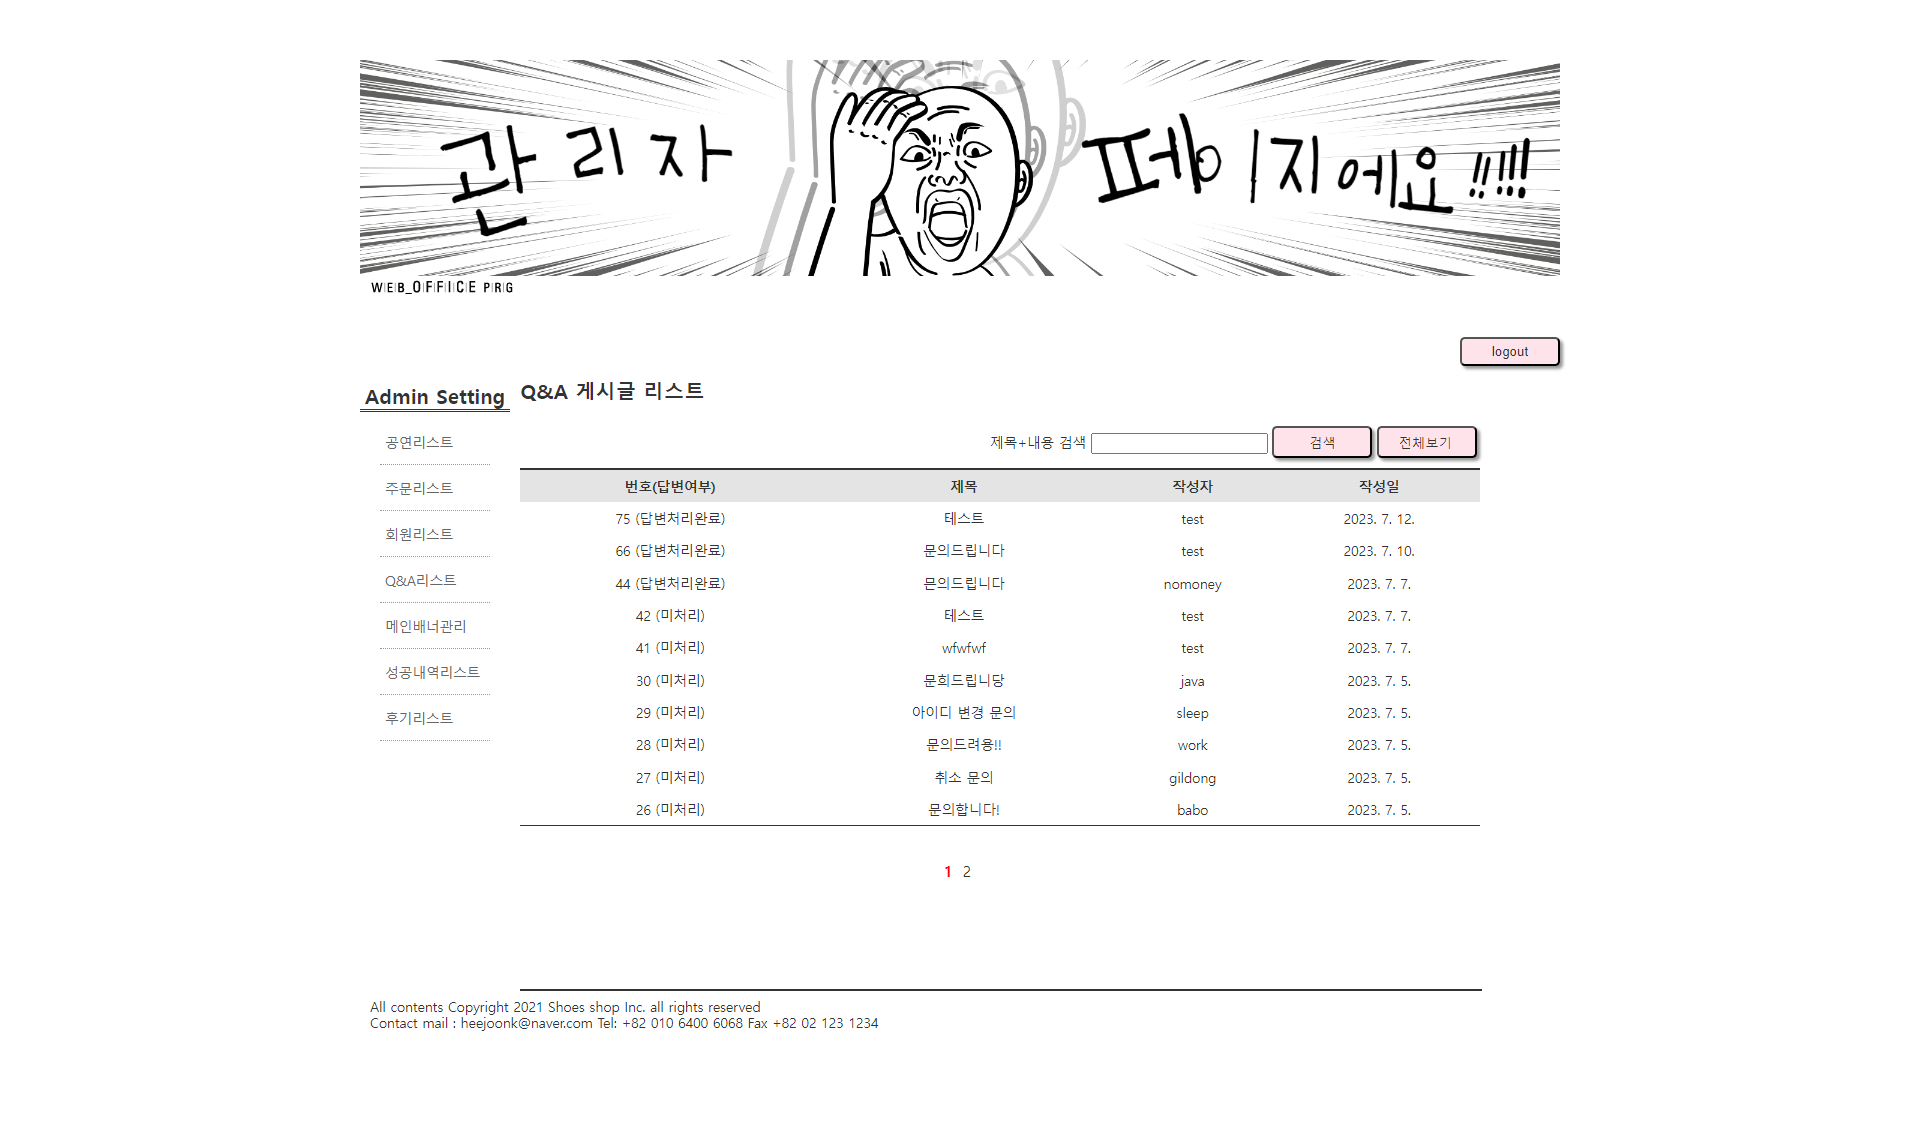 관리자 페이지에요!!!!!!
WEB_OFFICE PRG
logout
Admin Setting
공연리스트
주문리스트
회원리스트
Q&A리스트
메인배너관리
성공내역리스트
후기리스트
Q&A 게시글 리스트
제목+내용 검색 검색 전체보기
번호(답변여부) 제목 작성자 작성일
75 (답변처리완료) 테스트 test 2023. 7. 12.
66 (답변처리완료) 문의드립니다 test 2023. 7. 10.
44 (답변처리완료) 믄의드립니다 nomoney 2023. 7. 7.
42 (미처리) 테스트 test 2023. 7. 7.
41 (미처리) wfwfwf test 2023. 7. 7.
30 (미처리) 문희드립니당 java 2023. 7. 5.
29 (미처리) 아이디 변경 문의 sleep 2023. 7. 5.
28 (미처리) 문의드려용!! work 2023. 7. 5.
27 (미처리) 취소 문의 gildong 2023. 7. 5.
26 (미처리) 문의합니다! babo 2023. 7. 5.
1 2
All contents Copyright 2021 Shoes shop Inc. all rights reserved
Contact mail : heejoonk@naver.com Tel: +82 010 6400 6068 Fax +82 02 123 1234